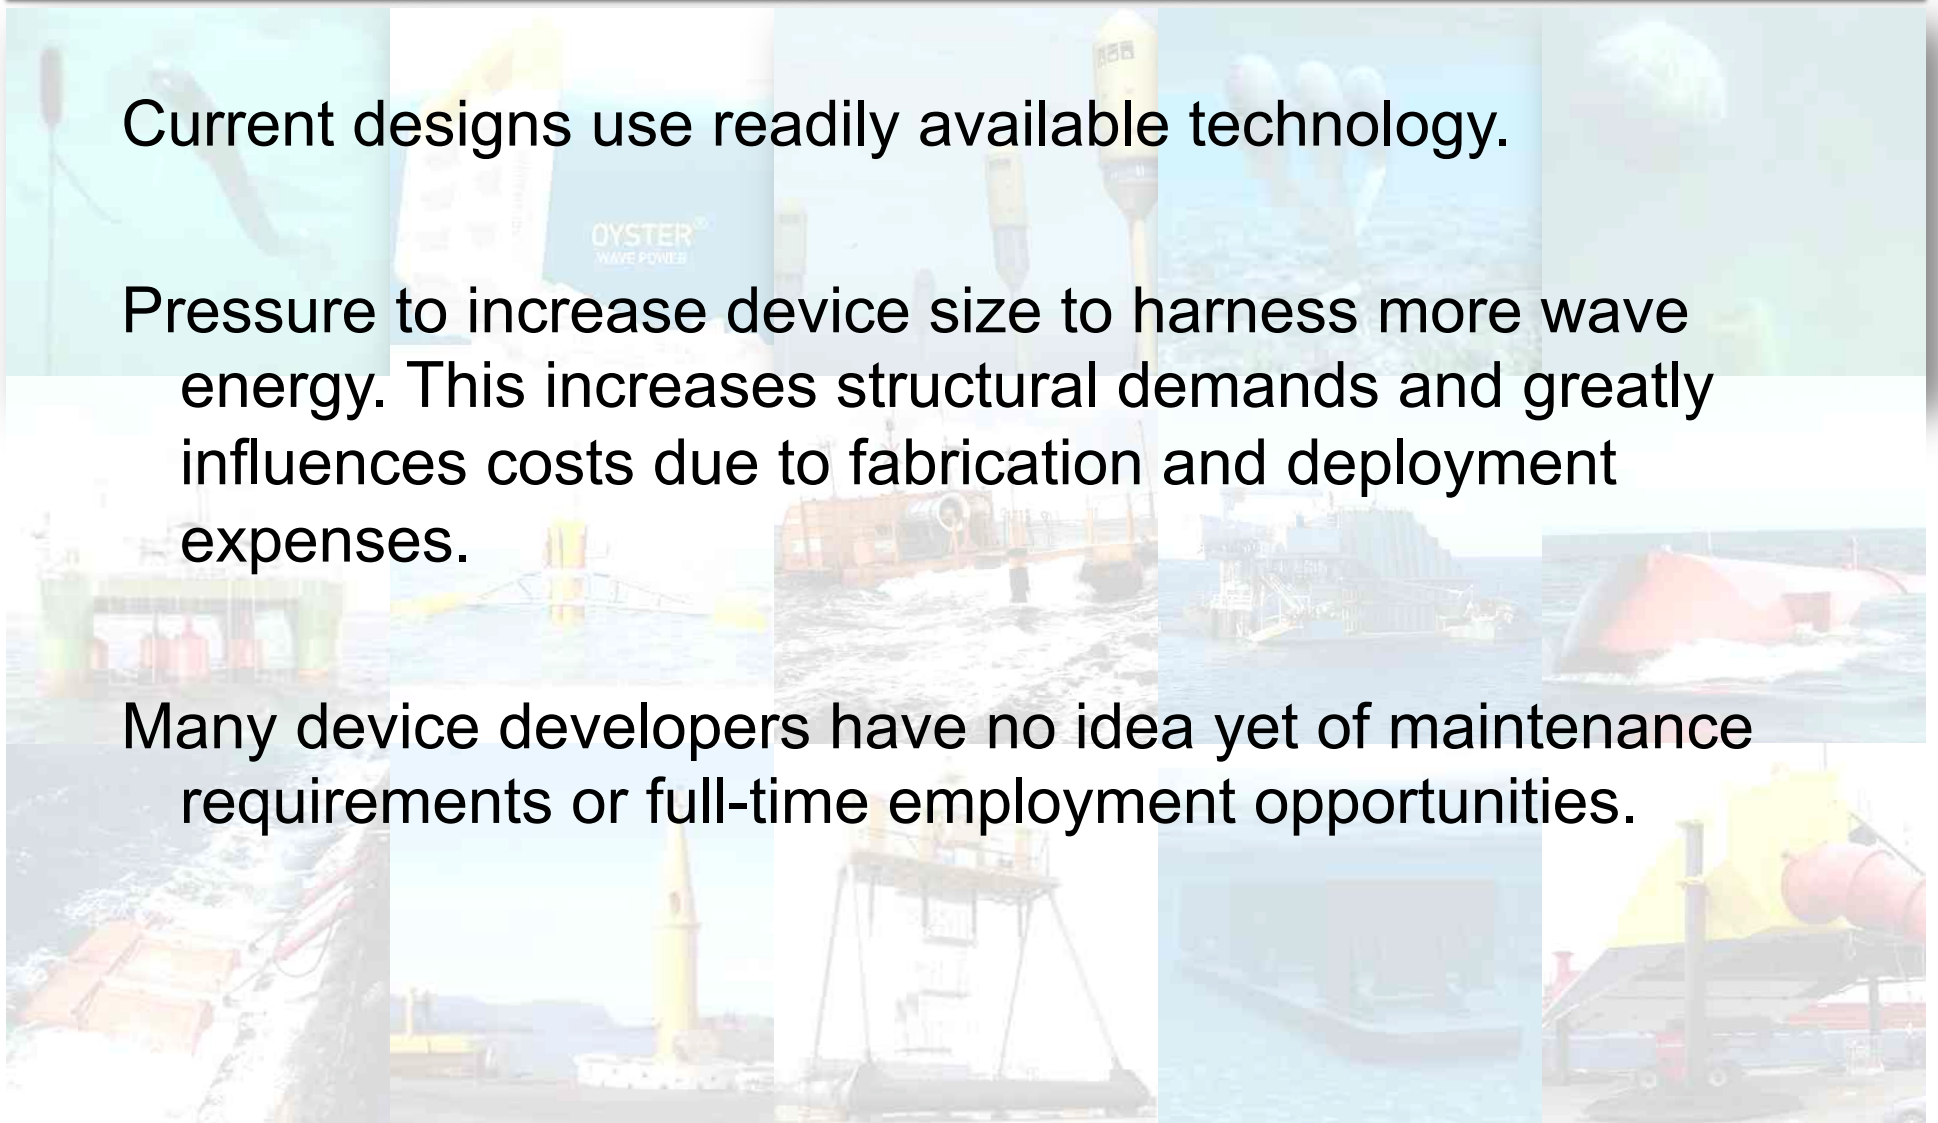 Current designs use readily available technology.
OYSTER®
WAVE POWER
Pressure to increase device size to harness more wave
energy. This increases structural demands and greatly
influences costs due to fabrication and deployment
expenses.
Many device developers have no idea yet of maintenance
requirements or full-time employment opportunities.